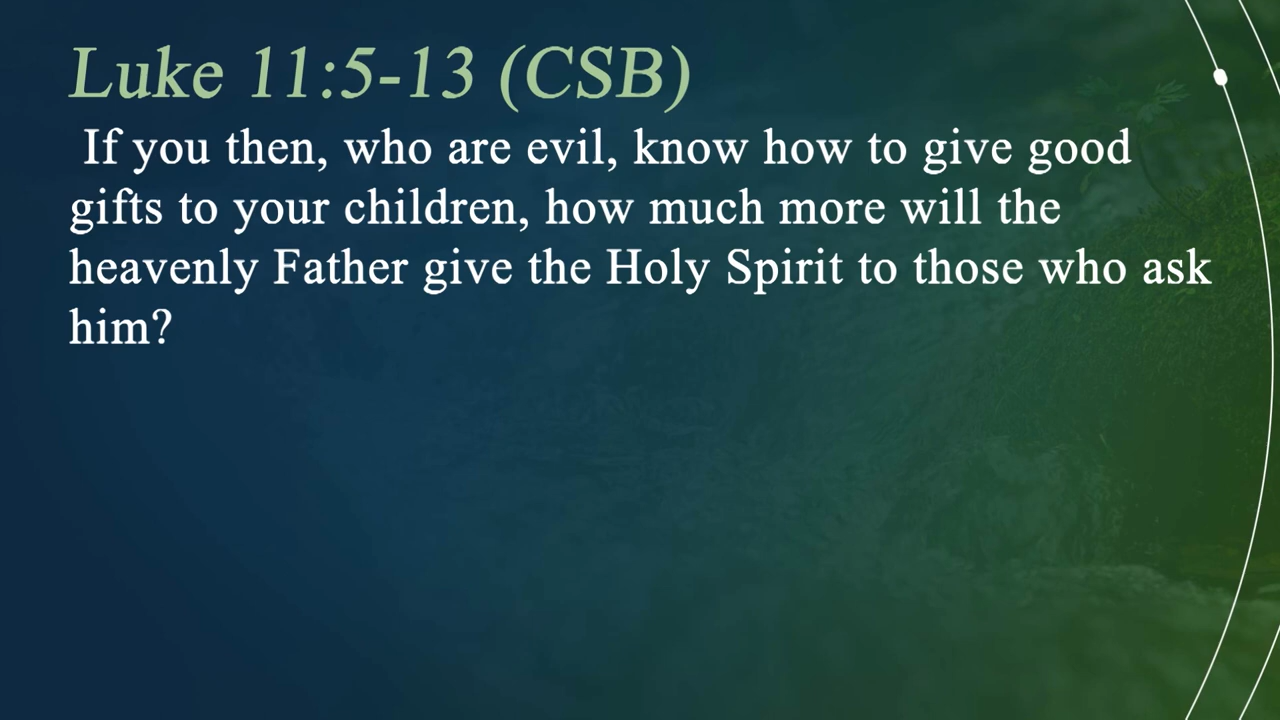 Luke 11:5-13 (CSB)
If you then, who are evil, know how to give good
gifts to your children, how much more will the
heavenly Father give the Holy Spirit to those who ask
him?